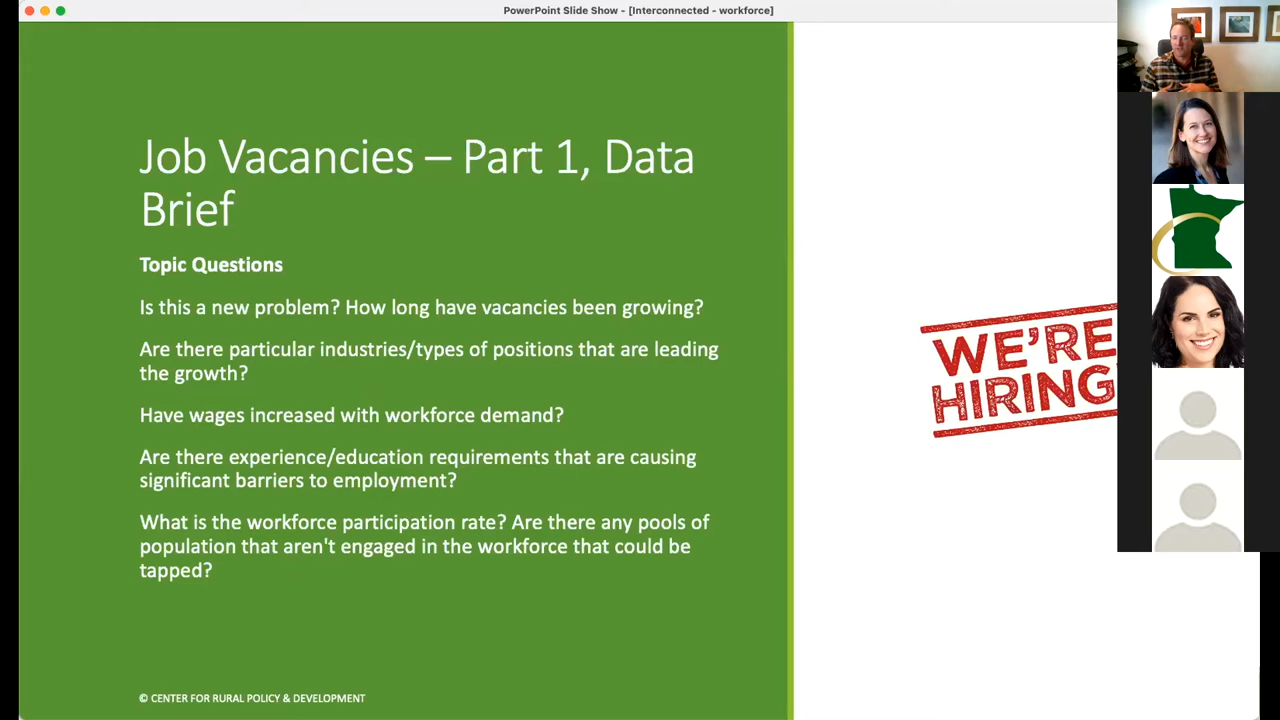 PowerPoint Slide Show - [Interconnected - workforce]
Job Vacancies – Part 1, Data
Brief
Topic Questions
Is this a new problem? How long have vacancies been growing?
Are there particular industries/types of positions that are leading
the growth?
Have wages increased with workforce demand?
Are there experience/education requirements that are causing
significant barriers to employment?
What is the workforce participation rate? Are there any pools of
population that aren't engaged in the workforce that could be
tapped?
© CENTER FOR RURAL POLICY & DEVELOPMENT
WE'RE
HIRING